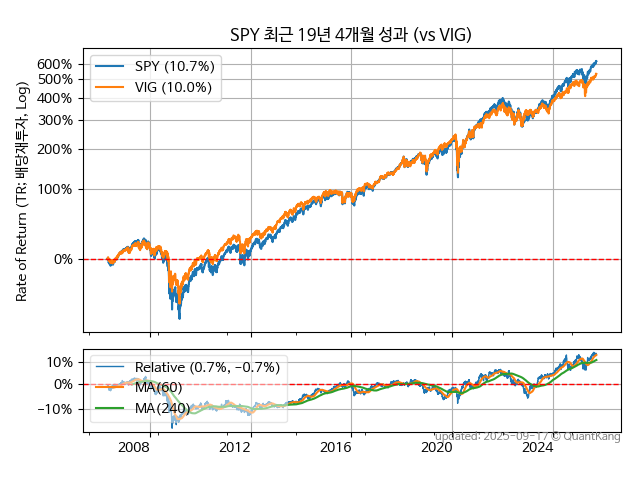 SPY 최근 19년 4개월 성과 (vs VIG)
Rate of Return (TR: 배당재투자, Log)
600%
500%
400%
300%
200%
100%
0%
SPY (10.7%)
VIG (10.0%)
10%
0%
−10%
Relative (0.7%, −0.7%)
MA(60)
MA(240)
updated: 2025-09-17 © QuantKang
2008 2012 2016 2020 2024